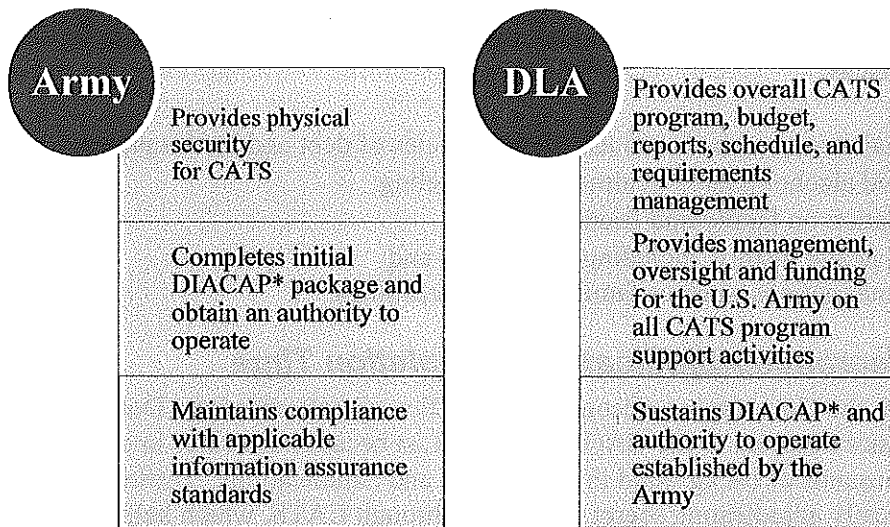 Army
Provides physical
security
for CATS
Completes initial
DIACAP* package and
obtain an authority to
operate
Maintains compliance
with applicable
information assurance
standards
DLA
Provides overall CATS
program, budget,
reports, schedule, and
requirements
management
Provides management,
oversight and funding
for the U.S. Army on
all CATS program
support activities
Sustains DIACAP* and
authority to operate
established by the
Army